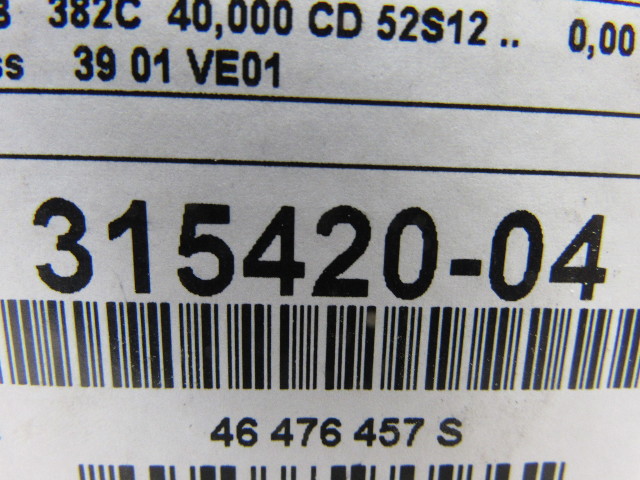 382C 40,000 CD 52S12 .. 0,00
39 01 VE01
315420-04
46 476 457 S